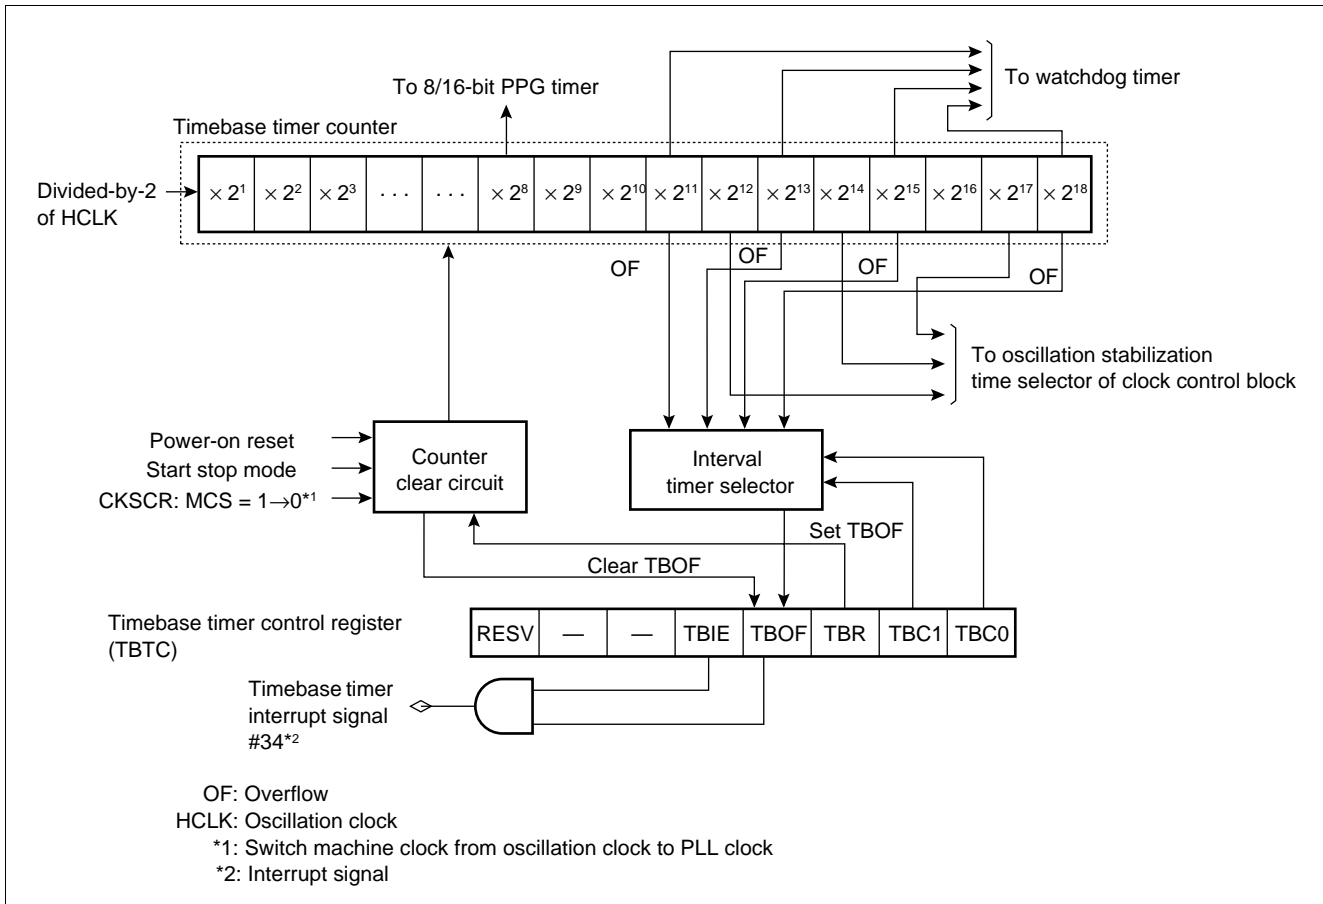 To watchdog timer
To 8/16-bit PPG timer
Timebase timer counter
Divided-by-2
of HCLK
× 2¹ × 2² × 2³ · · · · · · × 2⁸ × 2⁹ × 2¹⁰ × 2¹¹ × 2¹² × 2¹³ × 2¹⁴ × 2¹⁵ × 2¹⁶ × 2¹⁷ × 2¹⁸
OF OF OF OF
To oscillation stabilization
time selector of clock control block
Power-on reset
Start stop mode
CKSCR: MCS = 1→0*¹
Counter
clear circuit
Interval
timer selector
Set TBOF
Clear TBOF
Timebase timer control register
(TBTC)
RESV — — TBIE TBOF TBR TBC1 TBC0
Timebase timer
interrupt signal
#34*²
OF: Overflow
HCLK: Oscillation clock
*1: Switch machine clock from oscillation clock to PLL clock
*2: Interrupt signal